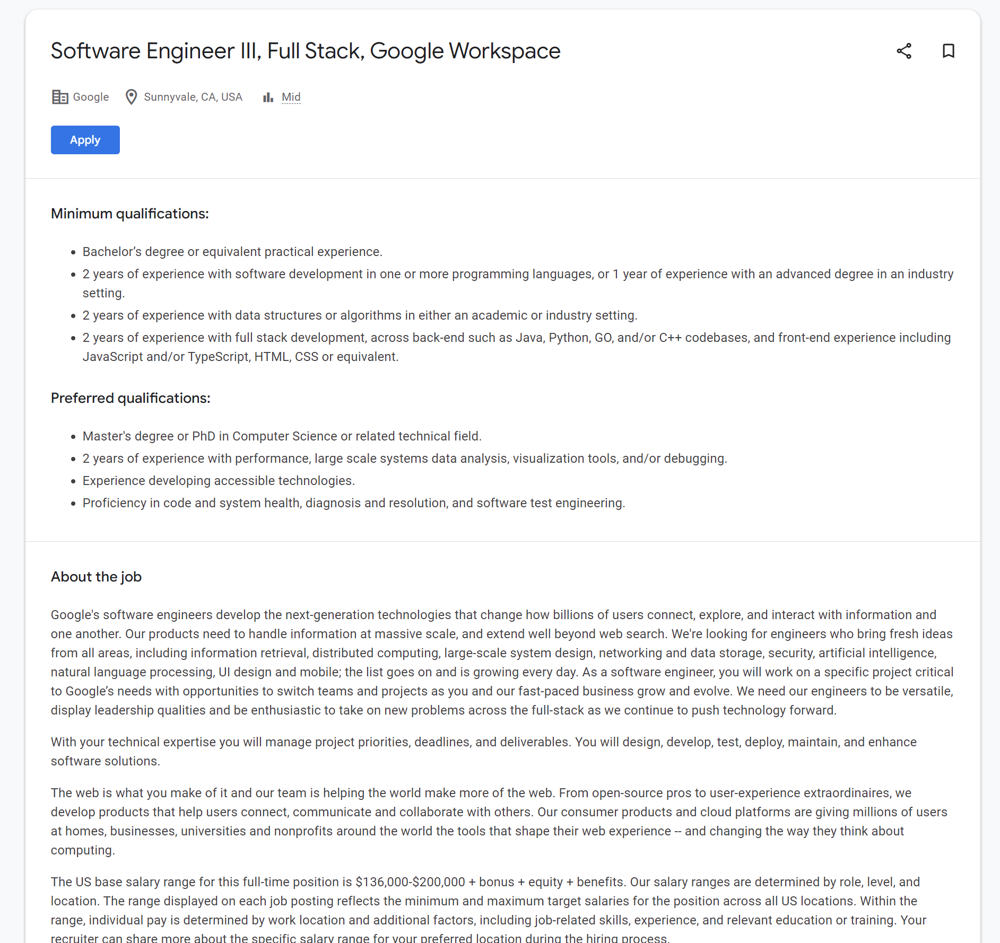 Software Engineer III, Full Stack, Google Workspace
Google Sunnyvale, CA, USA Mid
Apply
Minimum qualifications:
• Bachelor’s degree or equivalent practical experience.
• 2 years of experience with software development in one or more programming languages, or 1 year of experience with an advanced degree in an industry
setting.
• 2 years of experience with data structures or algorithms in either an academic or industry setting.
• 2 years of experience with full stack development, across back-end such as Java, Python, GO, and/or C++ codebases, and front-end experience including
JavaScript and/or TypeScript, HTML, CSS or equivalent.
Preferred qualifications:
• Master's degree or PhD in Computer Science or related technical field.
• 2 years of experience with performance, large scale systems data analysis, visualization tools, and/or debugging.
• Experience developing accessible technologies.
• Proficiency in code and system health, diagnosis and resolution, and software test engineering.
About the job
Google's software engineers develop the next-generation technologies that change how billions of users connect, explore, and interact with information and
one another. Our products need to handle information at massive scale, and extend well beyond web search. We're looking for engineers who bring fresh ideas
from all areas, including information retrieval, distributed computing, large-scale system design, networking and data storage, security, artificial intelligence,
natural language processing, UI design and mobile; the list goes on and is growing every day. As a software engineer, you will work on a specific project critical
to Google’s needs with opportunities to switch teams and projects as you and our fast-paced business grow and evolve. We need our engineers to be versatile,
display leadership qualities and be enthusiastic to take on new problems across the full-stack as we continue to push technology forward.
With your technical expertise you will manage project priorities, deadlines, and deliverables. You will design, develop, test, deploy, maintain, and enhance
software solutions.
The web is what you make of it and our team is helping the world make more of the web. From open-source pros to user-experience extraordinaires, we
develop products that help users connect, communicate and collaborate with others. Our consumer products and cloud platforms are giving millions of users
at homes, businesses, universities and nonprofits around the world the tools that shape their web experience -- and changing the way they think about
computing.
The US base salary range for this full-time position is $136,000-$200,000 + bonus + equity + benefits. Our salary ranges are determined by role, level, and
location. The range displayed on each job posting reflects the minimum and maximum target salaries for the position across all US locations. Within the
range, individual pay is determined by work location and additional factors, including job-related skills, experience, and relevant education or training. Your
recruiter can share more about the specific salary range for your preferred location during the hiring process.